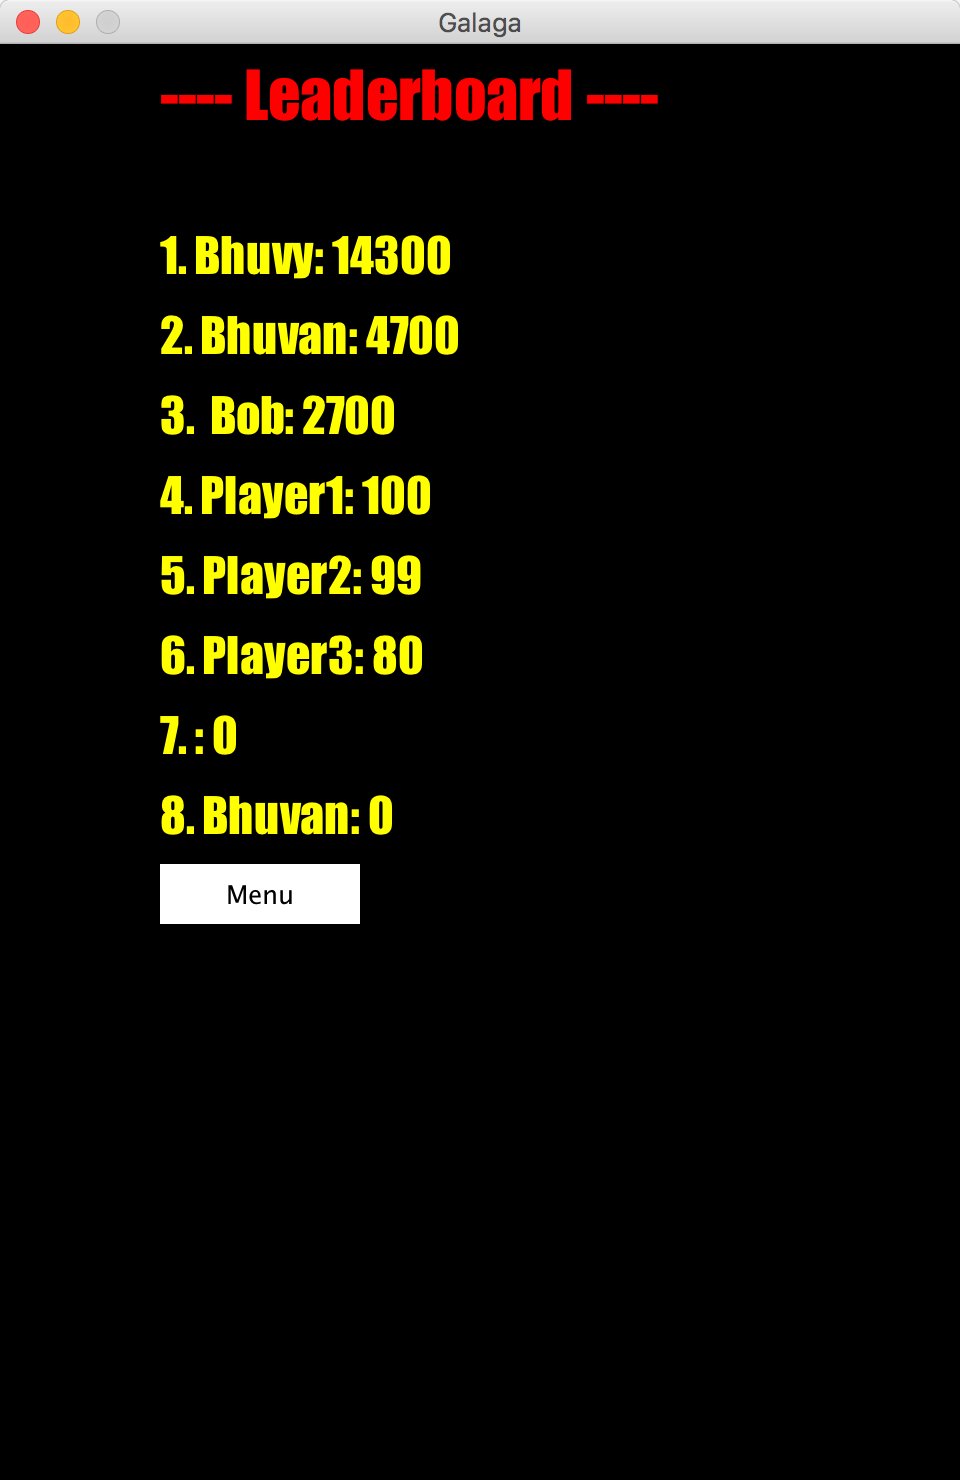 Galaga
---- Leaderboard ----
1. Bhuvy: 14300
2. Bhuvan: 4700
3.  Bob: 2700
4. Player1: 100
5. Player2: 99
6. Player3: 80
7. : 0
8. Bhuvan: 0
Menu